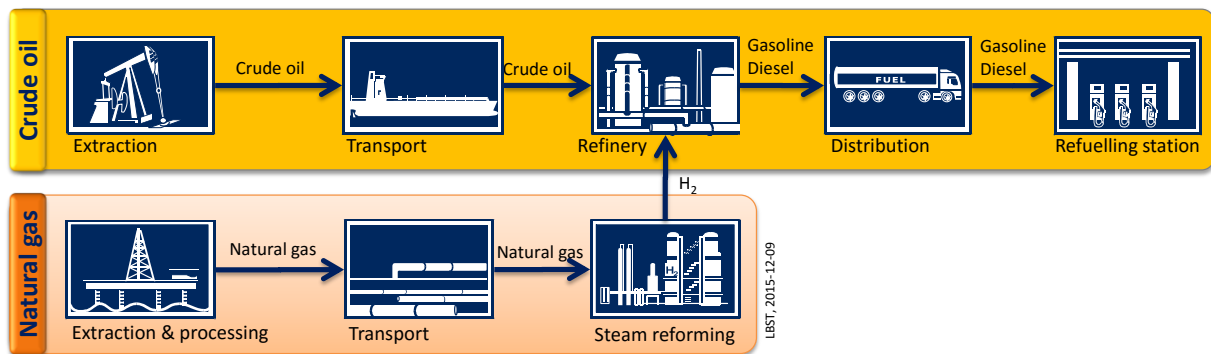 Crude oil
Crude oil
Crude oil
Gasoline
Diesel
Gasoline
Diesel
FUEL
Extraction
Transport
Refinery
Distribution
Refuelling station
H2
Natural gas
Natural gas
Natural gas
H2
Extraction & processing
Transport
Steam reforming
LBST, 2015-12-09